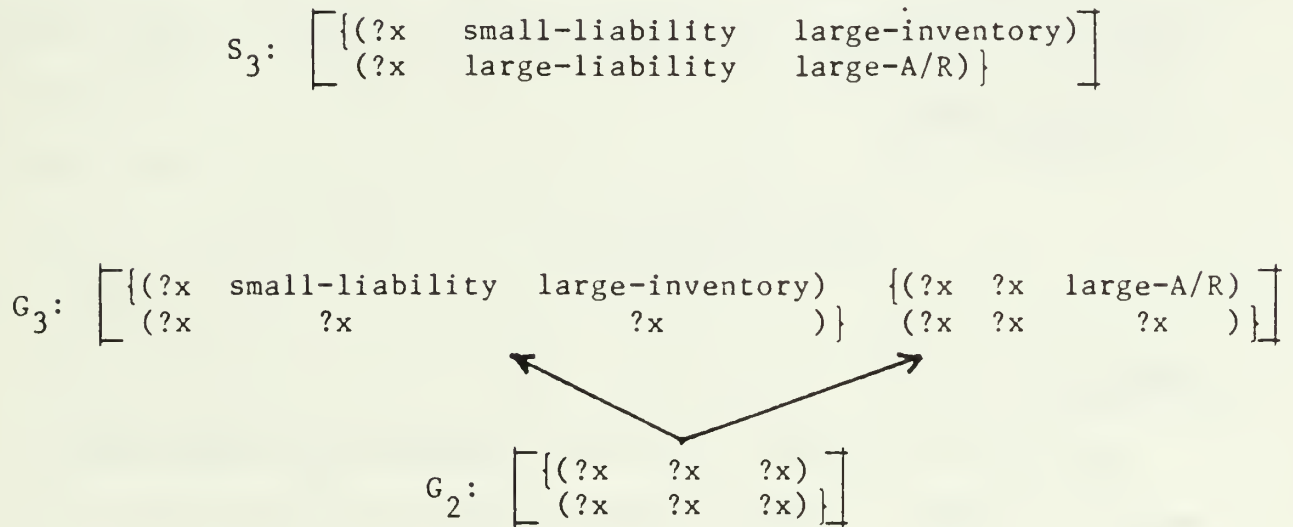 S3: [{(?x small-liability large-inventory)
(?x large-liability large-A/R)}]
G3: [{(?x small-liability large-inventory) {(?x ?x large-A/R)
(?x ?x ?x )} (?x ?x ?x )}]
G2: [{(?x ?x ?x)
(?x ?x ?x)}]